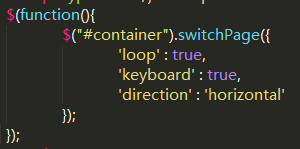 $(function(){
$("#container").switchPage({
'loop' : true,
'keyboard' : true,
'direction' : 'horizontal'
});
});